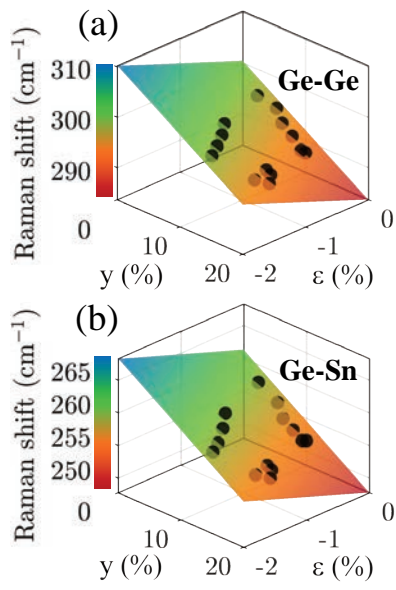 (a)
Ge-Ge
Raman shift (cm⁻¹)
310
300
290
0
10
20
y (%)
-2
-1
0
ε (%)
(b)
Ge-Sn
Raman shift (cm⁻¹)
265
260
255
250
0
10
20
y (%)
-2
-1
0
ε (%)